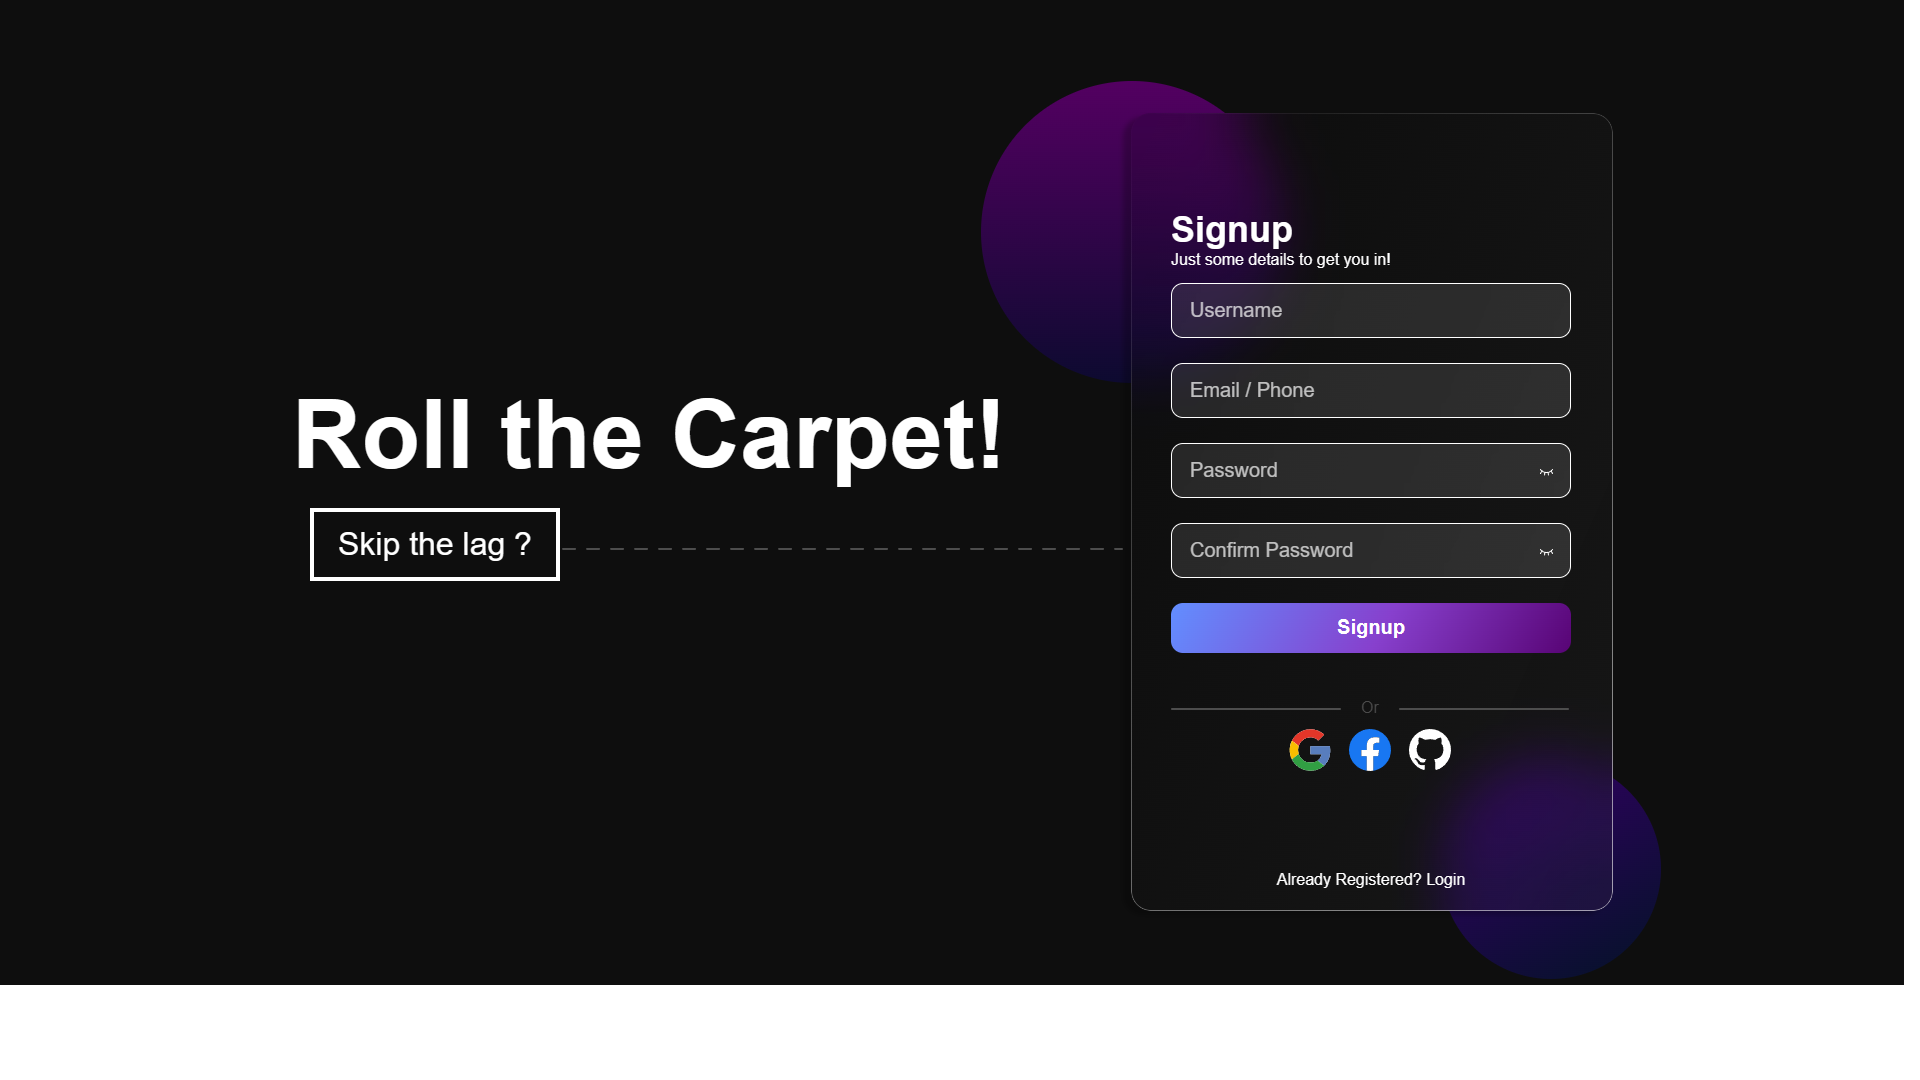 Roll the Carpet!
Skip the lag ?
Signup
Just some details to get you in!
Username
Email / Phone
Password
Confirm Password
Signup
Or
Already Registered? Login